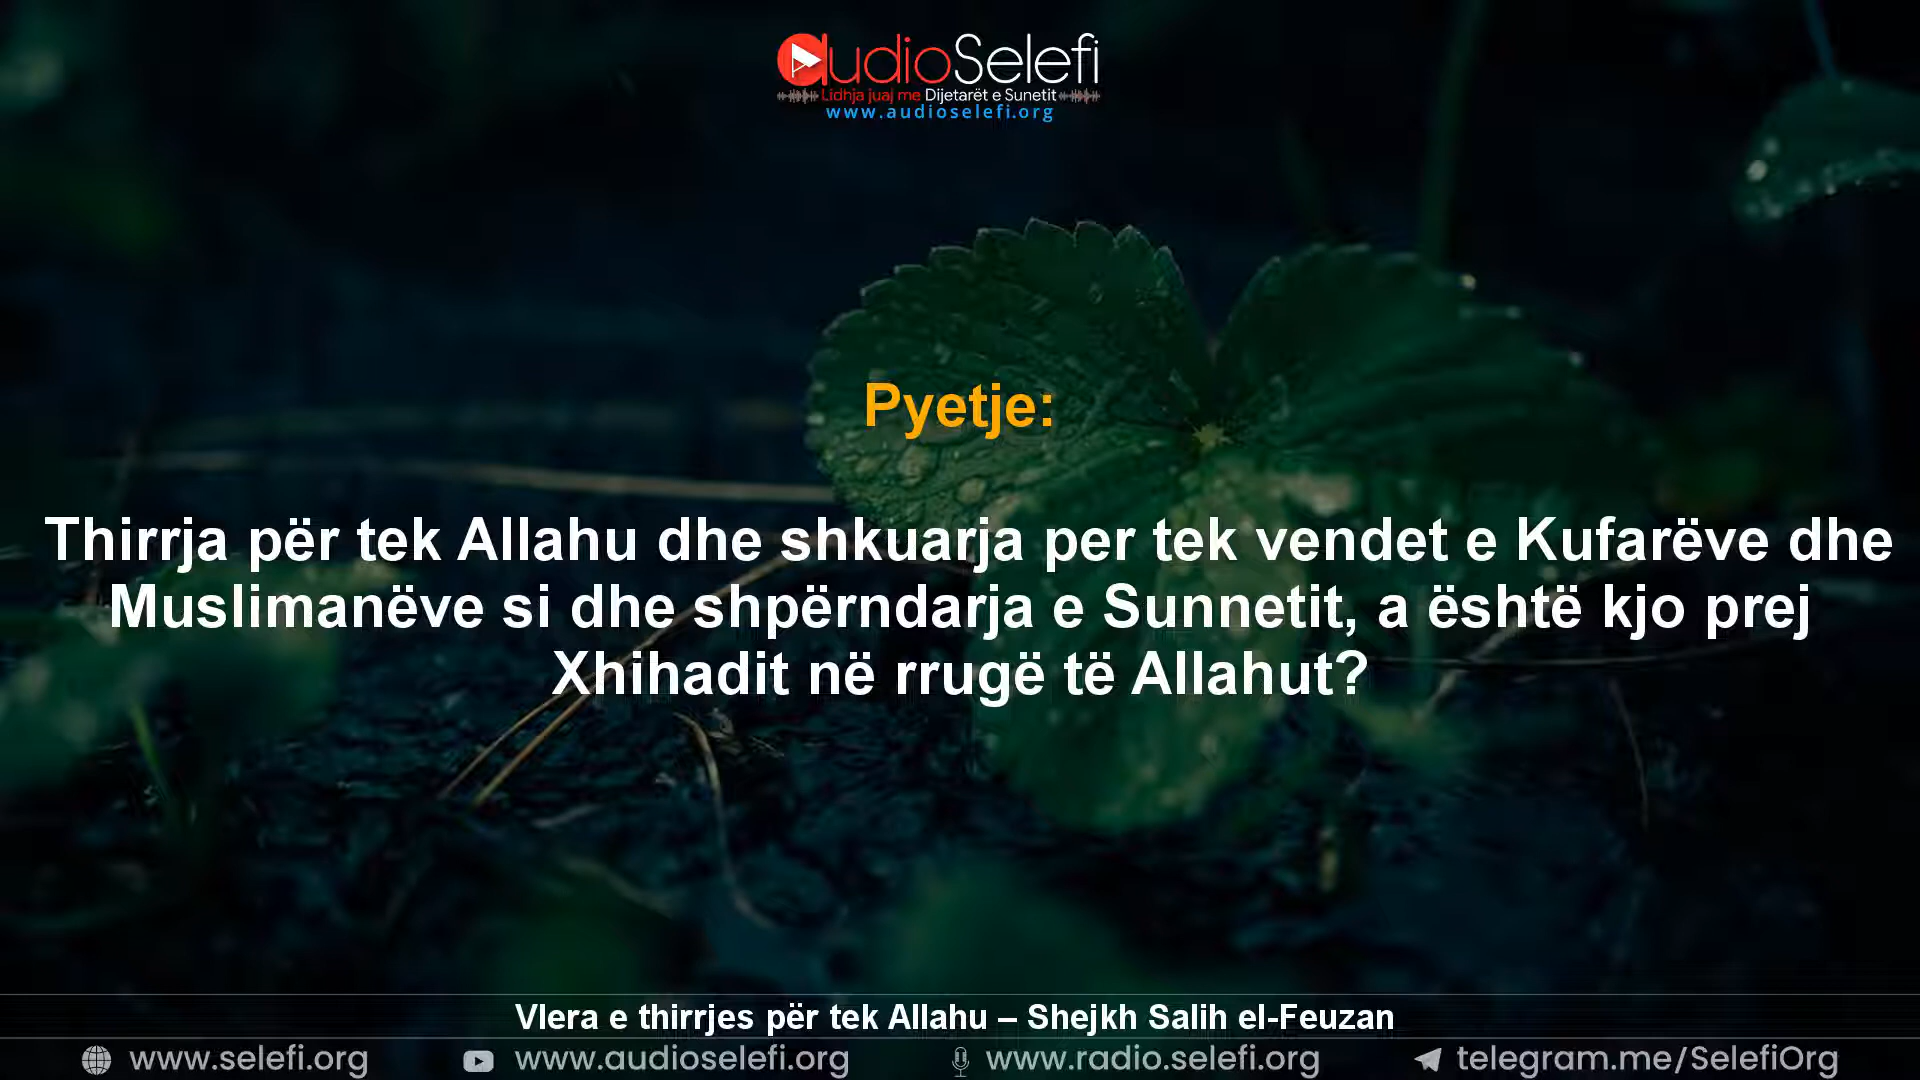 audioSelefi
Lidhja juaj me Dijetarët e Sunetit
www.audioselefi.org
Pyetje:
Thirrja për tek Allahu dhe shkuarja per tek vendet e Kufarëve dhe
Muslimanëve si dhe shpërndarja e Sunnetit, a është kjo prej
Xhihadit në rrugë të Allahut?
Vlera e thirrjes për tek Allahu – Shejkh Salih el-Feuzan
www.selefi.org www.audioselefi.org www.radio.selefi.org telegram.me/SelefiOrg